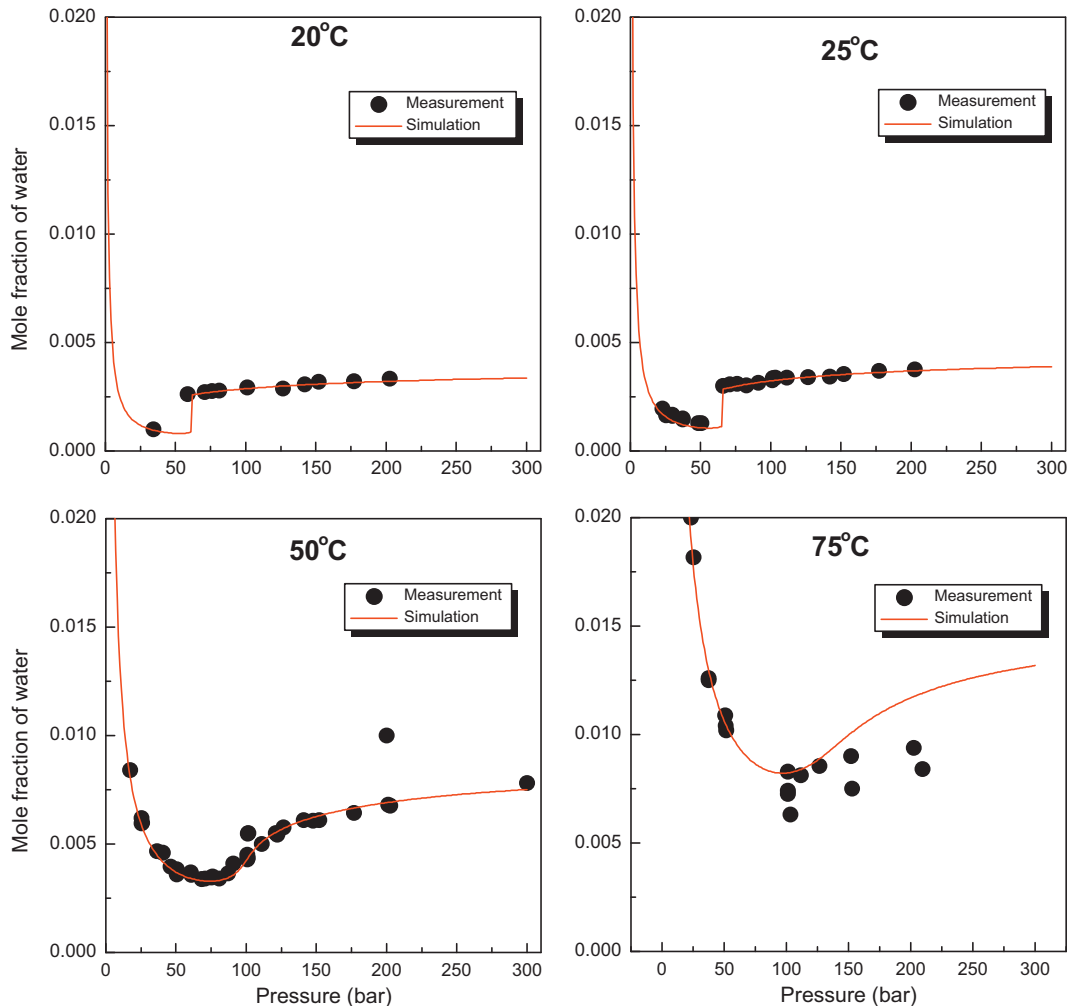 20°C
Measurement
Simulation
0.020
0.015
0.010
0.005
0.000
0 50 100 150 200 250 300
Mole fraction of water
25°C
Measurement
Simulation
0.020
0.015
0.010
0.005
0.000
0 50 100 150 200 250 300
50°C
Measurement
Simulation
0.020
0.015
0.010
0.005
0.000
0 50 100 150 200 250 300
Mole fraction of water
Pressure (bar)
75°C
Measurement
Simulation
0.020
0.015
0.010
0.005
0.000
0 50 100 150 200 250 300
Pressure (bar)